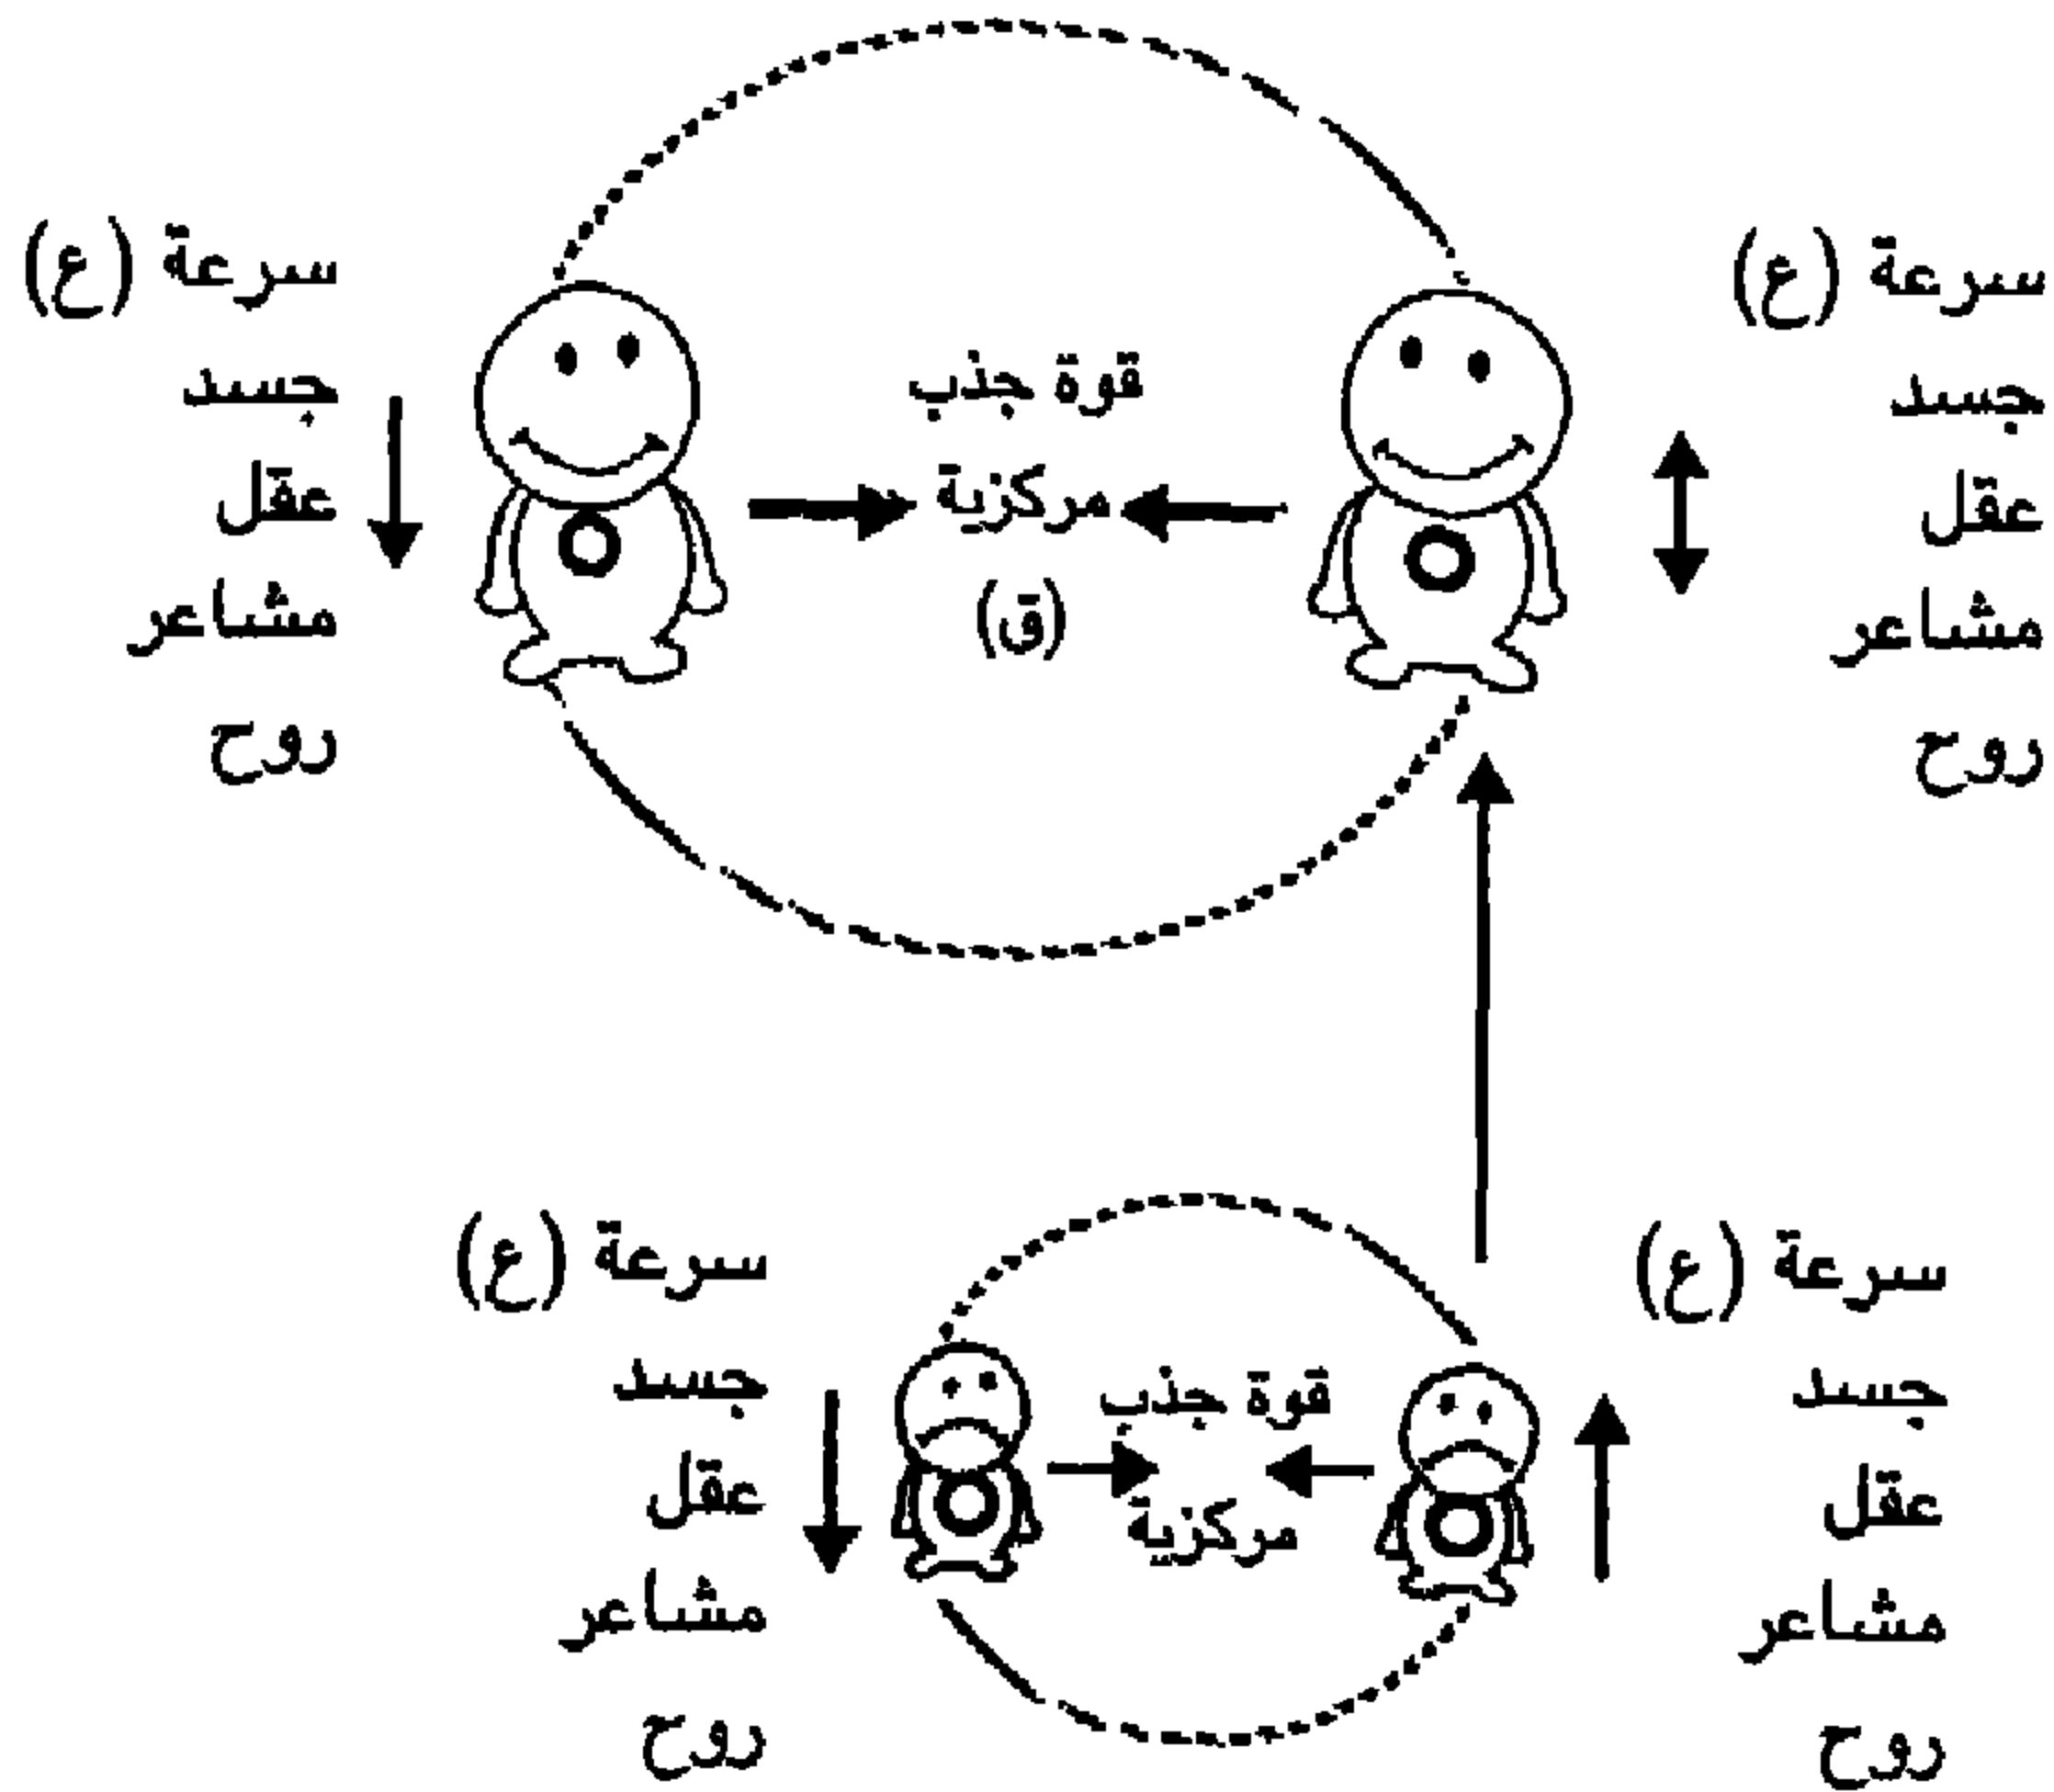 سرعة (ع)
جسد
عقل
مشاعر
روح
قوة جذب
مركزية
(ق)
سرعة (ع)
جسد
عقل
مشاعر
روح
سرعة (ع)
جسد
عقل
مشاعر
روح
قوة جذب
مركزية
سرعة (ع)
جسد
عقل
مشاعر
روح